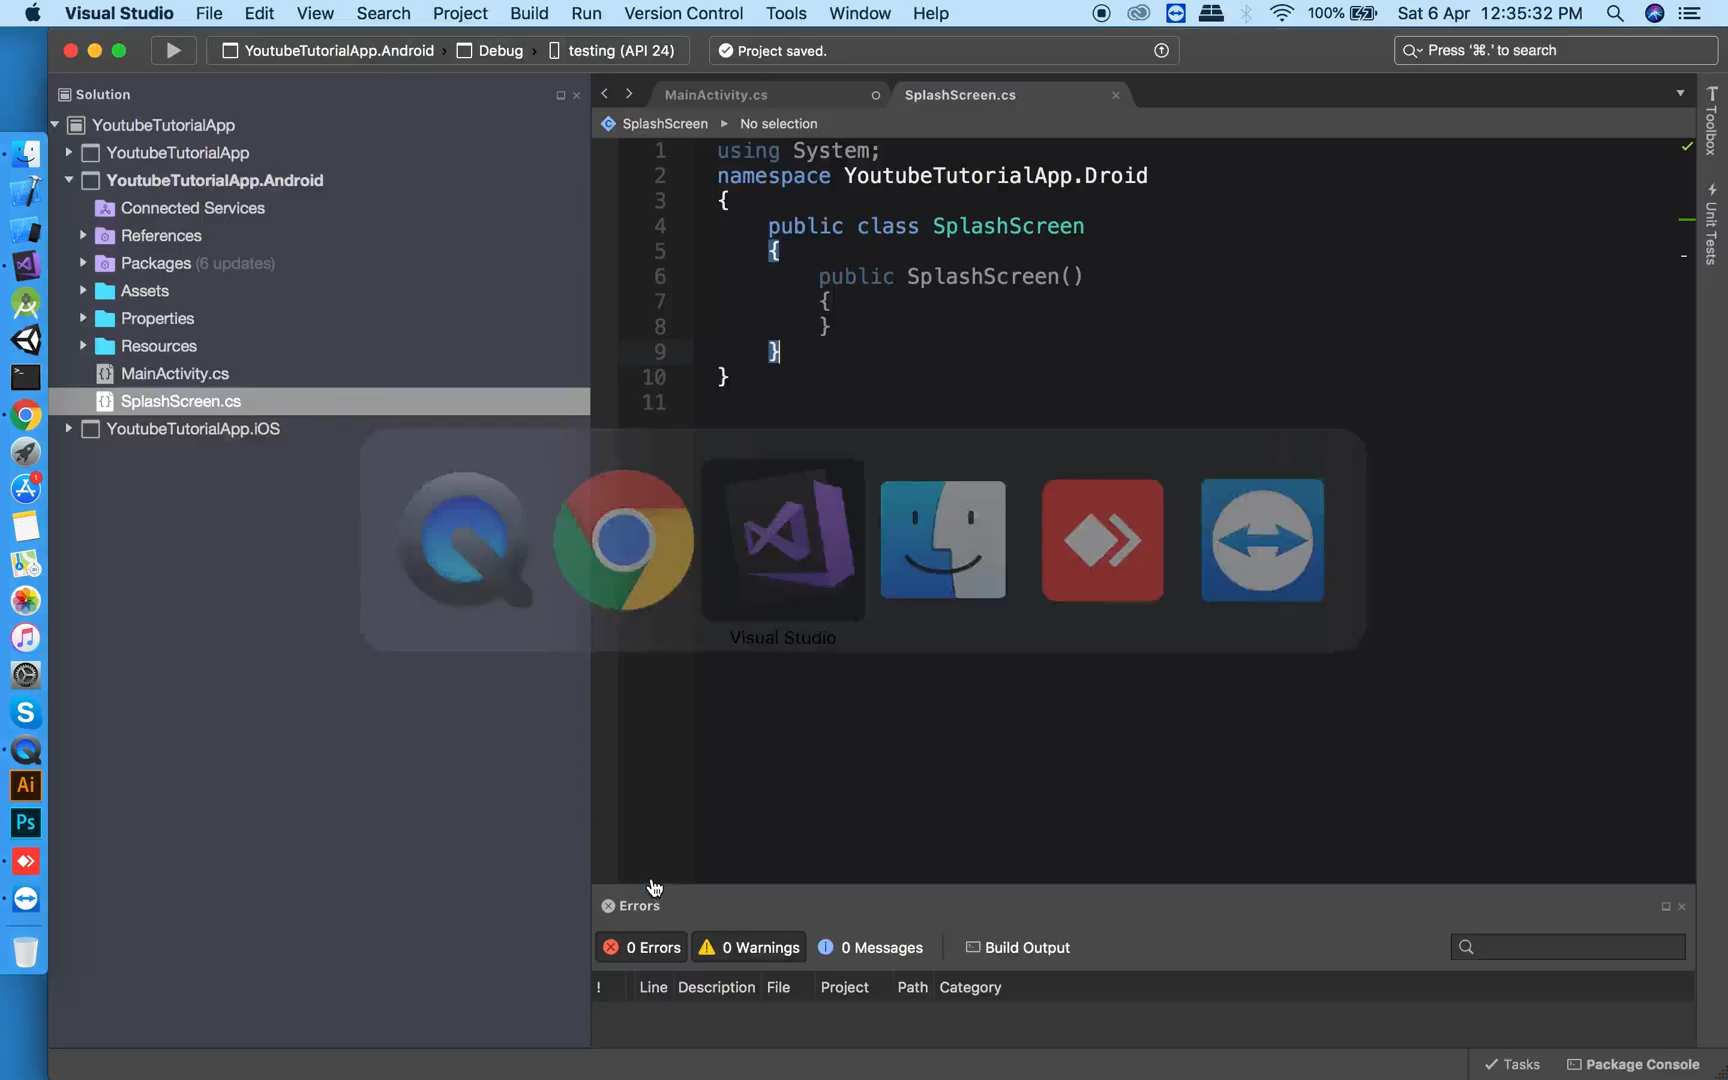 Visual Studio File Edit View Search Project Build Run Version Control Tools Window Help 100% Sat 6 Apr 12:35:32 PM
YoutubeTutorialApp.Android Debug testing (API 24) Project saved. Press '⌘.' to search
Solution
YoutubeTutorialApp
YoutubeTutorialApp
YoutubeTutorialApp.Android
Connected Services
References
Packages (6 updates)
Assets
Properties
Resources
MainActivity.cs
SplashScreen.cs
YoutubeTutorialApp.iOS
MainActivity.cs SplashScreen.cs
SplashScreen No selection
1 using System;
2 namespace YoutubeTutorialApp.Droid
3 {
4 public class SplashScreen
5 {
6 public SplashScreen()
7 {
8 }
9 }
10 }
11
Toolbox
Unit Tests
Visual Studio
Errors
0 Errors 0 Warnings 0 Messages Build Output
! Line Description File Project Path Category
Tasks Package Console
1
S
Ai
Ps